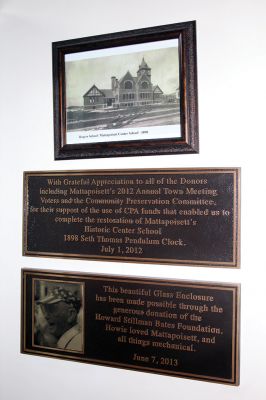 Mattapoisett Center School 1898
With Grateful Appreciation to all of the Donors
including Mattapoisett's 2012 Annual Town Meeting
Voters and the Community Preservation Committee,
for their support of the use of CPA funds that enabled us to
complete the restoration of Mattapoisett's
Historic Center School
1898 Seth Thomas Pendulum Clock.
July 1, 2012
This beautiful Glass Enclosure
has been made possible through the
generous donation of the
Howard Stillman Bates Foundation.
Howie loved Mattapoisett, and
all things mechanical.
June 7, 2013